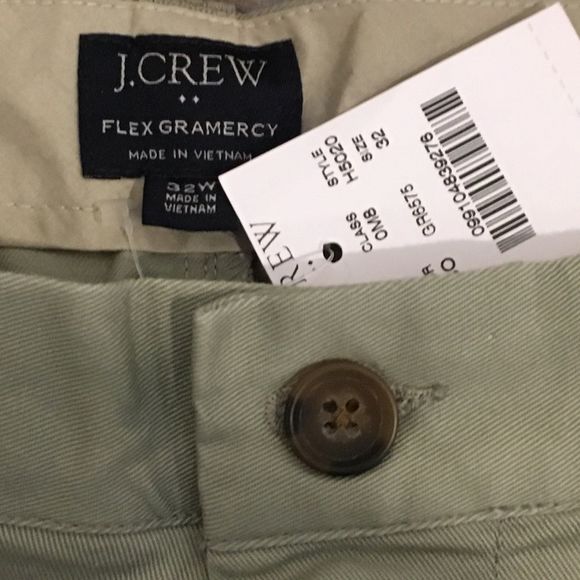 J.CREW
FLEX GRAMERCY
MADE IN VIETNAM
32W
MADE IN
VIETNAM
STYLE
H5020
SIZE
32
CLASS
OMB
GR6575
099104839276